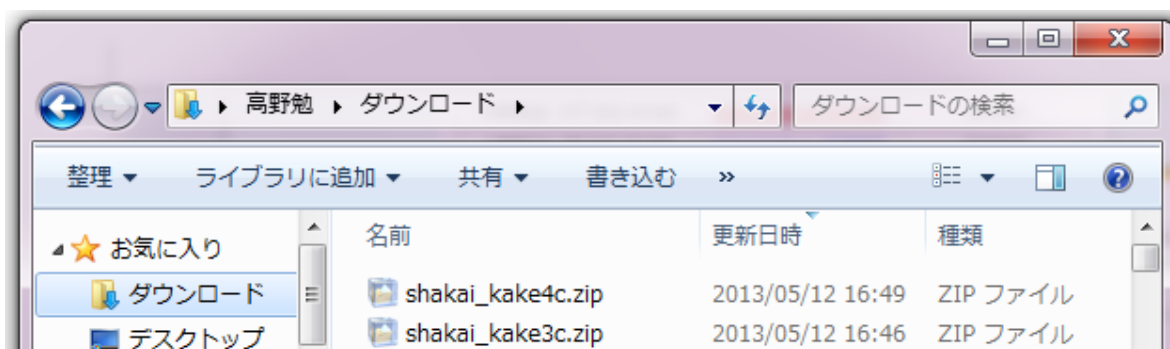 高野勉 ダウンロード ダウンロードの検索
整理 ライブラリに追加 共有 書き込む »
お気に入り 名前 更新日時 種類
ダウンロード shakai_kake4c.zip 2013/05/12 16:49 ZIP ファイル
デスクトップ shakai_kake3c.zip 2013/05/12 16:46 ZIP ファイル